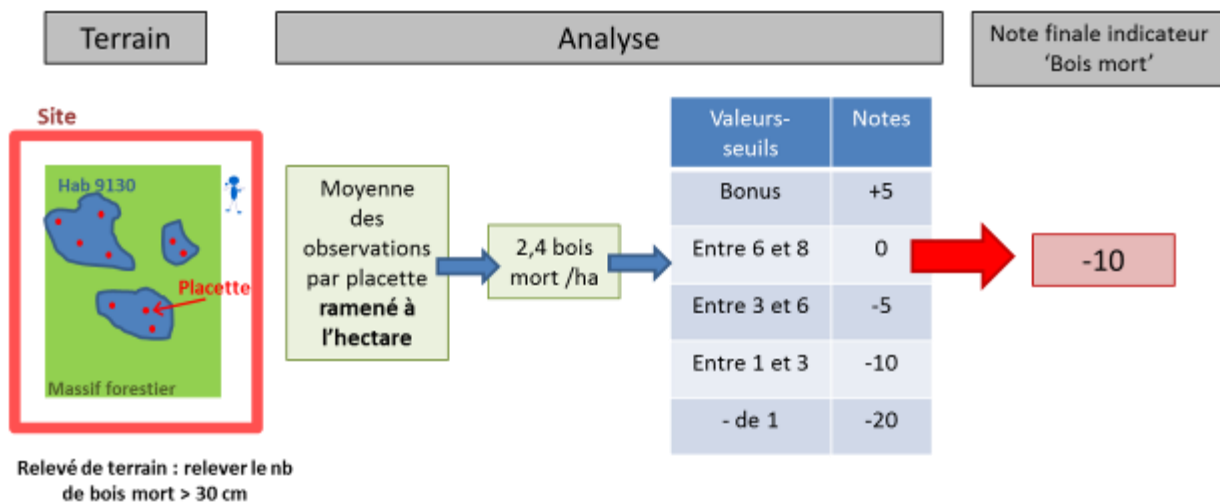 Terrain
Analyse
Note finale indicateur
‘Bois mort’
Site
Hab 9130
Placette
Massif forestier
Relevé de terrain : relever le nb
de bois mort > 30 cm
Moyenne
des
observations
par placette
ramené à
l’hectare
2,4 bois
mort /ha
Valeurs-
seuils
Notes
Bonus
+5
Entre 6 et 8
0
Entre 3 et 6
-5
Entre 1 et 3
-10
- de 1
-20
-10